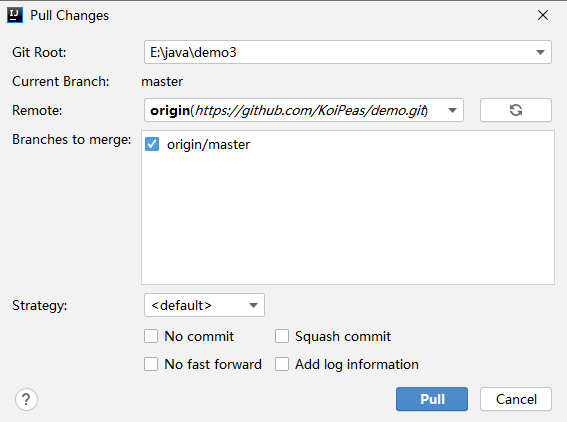 IJ Pull Changes
Git Root: E:\java\demo3
Current Branch: master
Remote: origin(https://github.com/KoiPeas/demo.git)
Branches to merge: origin/master
Strategy: <default>
No commit Squash commit
No fast forward Add log information
? Pull Cancel